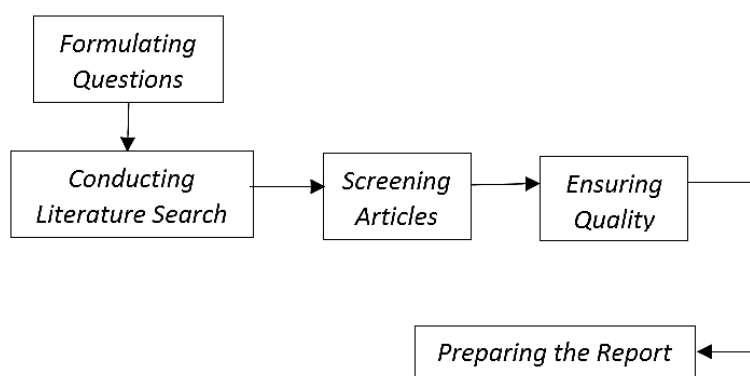 Formulating
Questions
Conducting
Literature Search
Screening
Articles
Ensuring
Quality
Preparing the Report